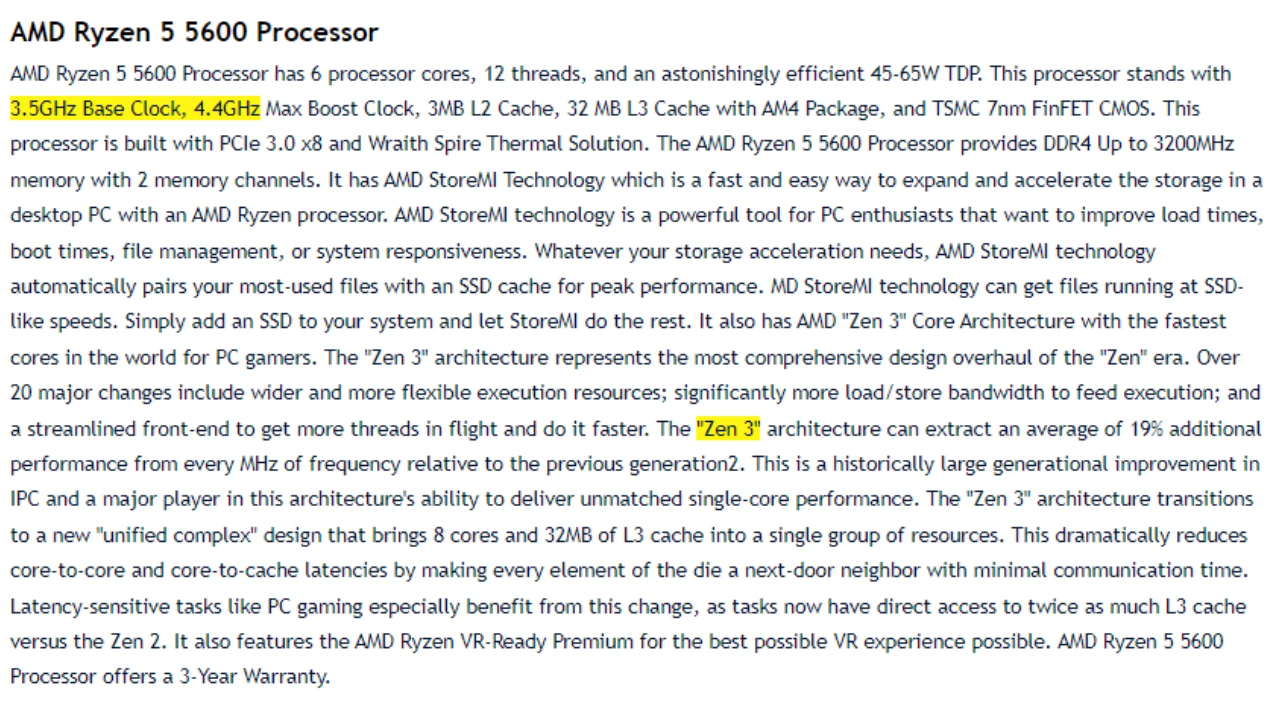 AMD Ryzen 5 5600 Processor
AMD Ryzen 5 5600 Processor has 6 processor cores, 12 threads, and an astonishingly efficient 45-65W TDP. This processor stands with
3.5GHz Base Clock, 4.4GHz Max Boost Clock, 3MB L2 Cache, 32 MB L3 Cache with AM4 Package, and TSMC 7nm FinFET CMOS. This
processor is built with PCIe 3.0 x8 and Wraith Spire Thermal Solution. The AMD Ryzen 5 5600 Processor provides DDR4 Up to 3200MHz
memory with 2 memory channels. It has AMD StoreMI Technology which is a fast and easy way to expand and accelerate the storage in a
desktop PC with an AMD Ryzen processor. AMD StoreMI technology is a powerful tool for PC enthusiasts that want to improve load times,
boot times, file management, or system responsiveness. Whatever your storage acceleration needs, AMD StoreMI technology
automatically pairs your most-used files with an SSD cache for peak performance. MD StoreMI technology can get files running at SSD-
like speeds. Simply add an SSD to your system and let StoreMI do the rest. It also has AMD "Zen 3" Core Architecture with the fastest
cores in the world for PC gamers. The "Zen 3" architecture represents the most comprehensive design overhaul of the "Zen" era. Over
20 major changes include wider and more flexible execution resources; significantly more load/store bandwidth to feed execution; and
a streamlined front-end to get more threads in flight and do it faster. The "Zen 3" architecture can extract an average of 19% additional
performance from every MHz of frequency relative to the previous generation2. This is a historically large generational improvement in
IPC and a major player in this architecture's ability to deliver unmatched single-core performance. The "Zen 3" architecture transitions
to a new "unified complex" design that brings 8 cores and 32MB of L3 cache into a single group of resources. This dramatically reduces
core-to-core and core-to-cache latencies by making every element of the die a next-door neighbor with minimal communication time.
Latency-sensitive tasks like PC gaming especially benefit from this change, as tasks now have direct access to twice as much L3 cache
versus the Zen 2. It also features the AMD Ryzen VR-Ready Premium for the best possible VR experience possible. AMD Ryzen 5 5600
Processor offers a 3-Year Warranty.